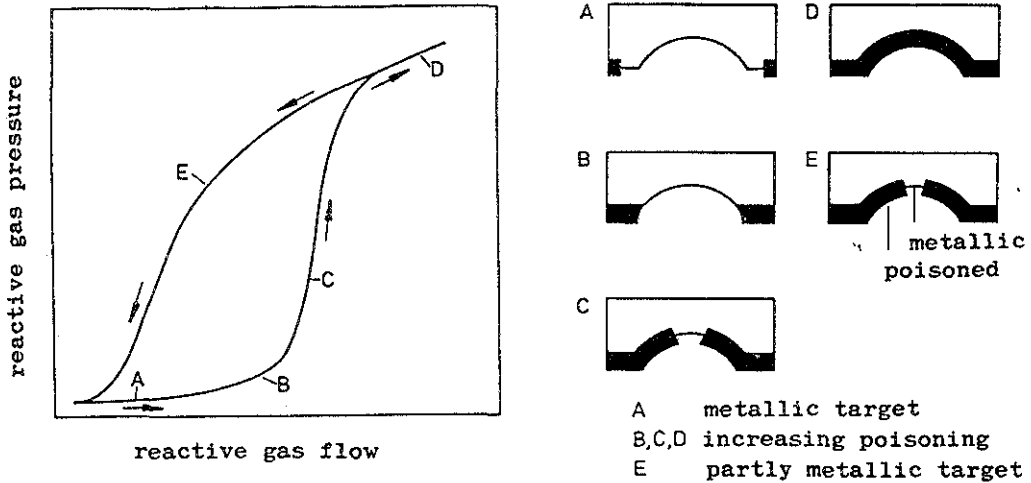 reactive gas pressure
A
B
C
D
E
reactive gas flow
A
D
B
E
metallic
poisoned
C
A metallic target
B,C,D increasing poisoning
E partly metallic target